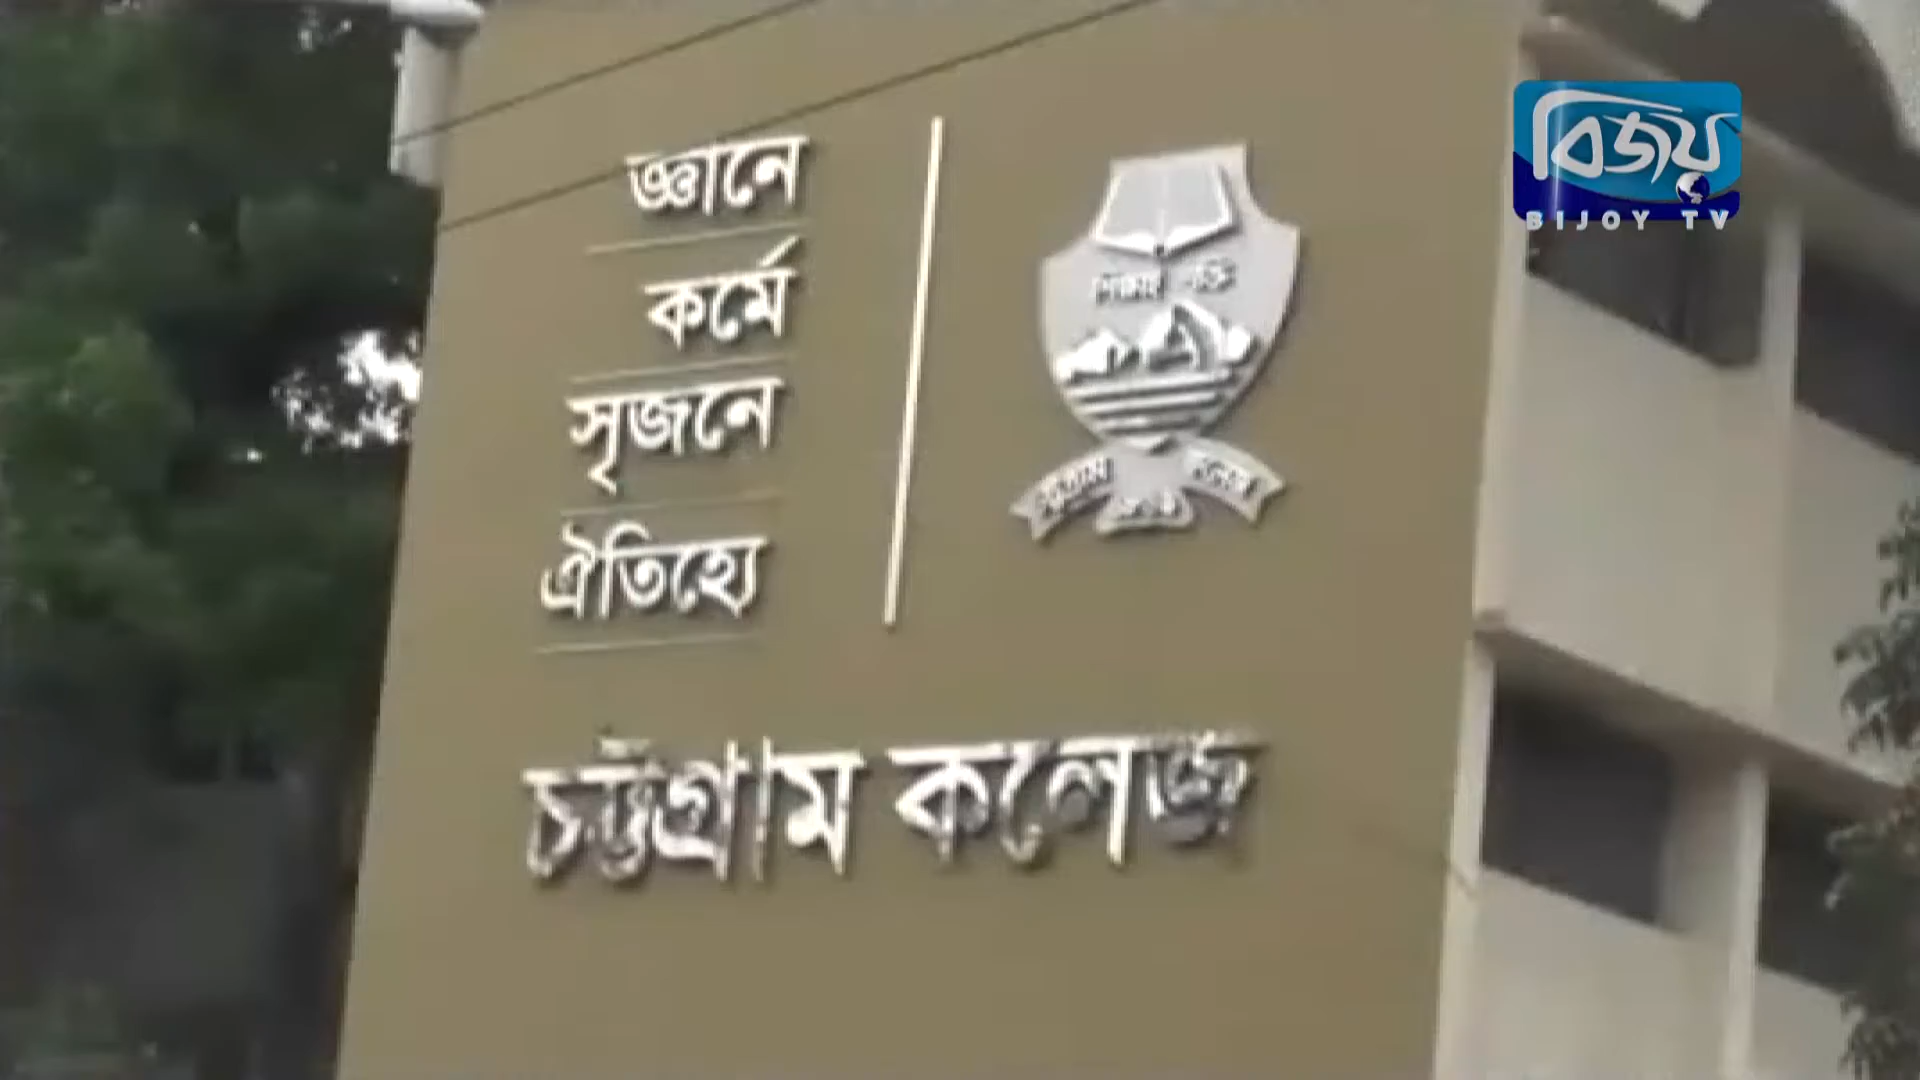 জ্ঞানে
কর্মে
সৃজনে
ঐতিহ্যে
চট্টগ্রাম কলেজ
বিজয়
BIJOY TV